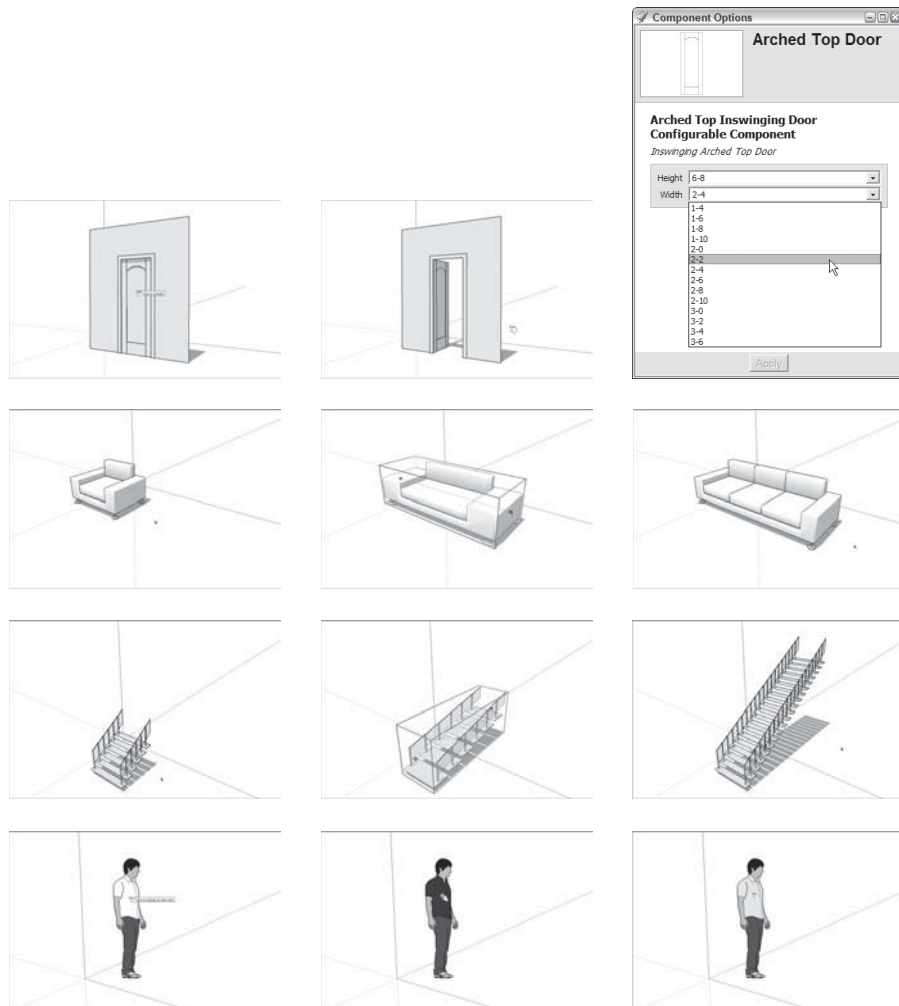 Component Options
Arched Top Door
Arched Top Inswinging Door
Configurable Component
Inswinging Arched Top Door
Height 6-8
Width 2-4
1-4
1-6
1-8
1-10
2-0
2-2
2-4
2-6
2-8
2-10
3-0
3-2
3-4
3-6
Apply